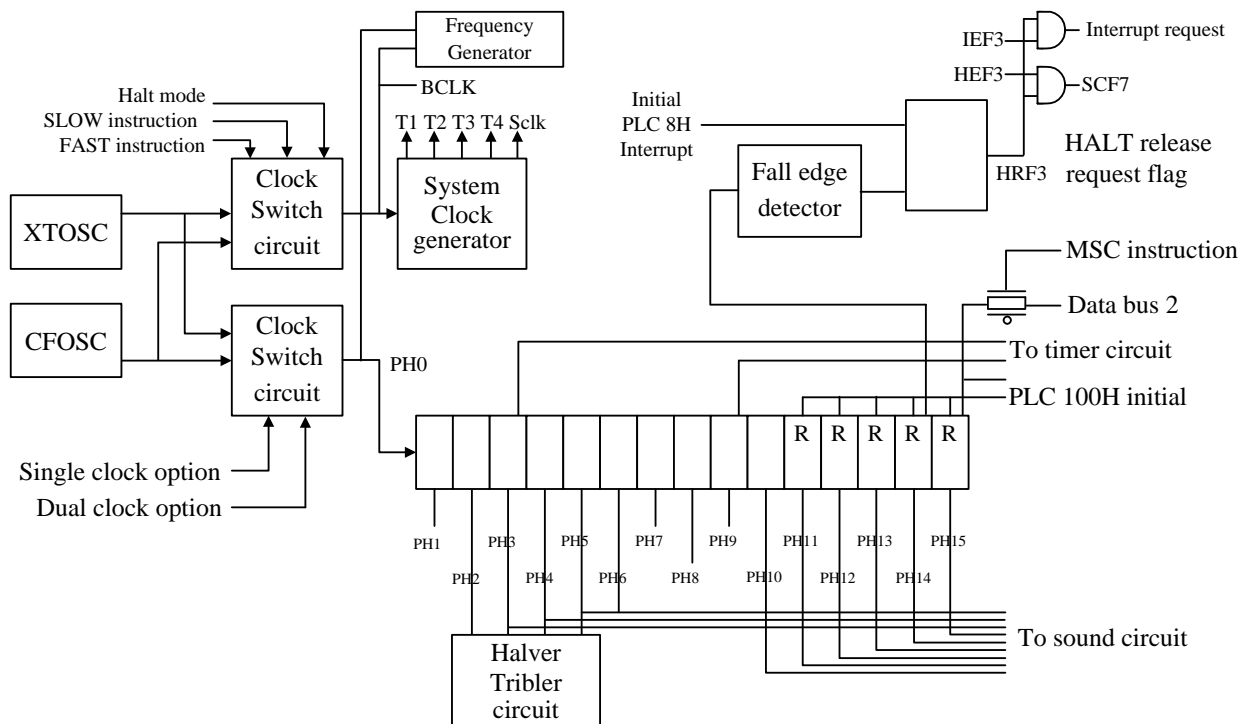 Frequency
Generator
BCLK
Halt mode
SLOW instruction
FAST instruction
T1 T2 T3 T4 Sclk
Clock
Switch
circuit
System
Clock
generator
XTOSC
CFOSC
Clock
Switch
circuit
PH0
Single clock option
Dual clock option
Initial
PLC 8H
Interrupt
Fall edge
detector
IEF3
HEF3
Interrupt request
SCF7
HRF3
HALT release
request flag
MSC instruction
Data bus 2
To timer circuit
PLC 100H initial
R R R R R
PH1 PH3 PH5 PH7 PH9 PH11 PH13 PH15
PH2 PH4 PH6 PH8 PH10 PH12 PH14
To sound circuit
Halver
Tribler
circuit